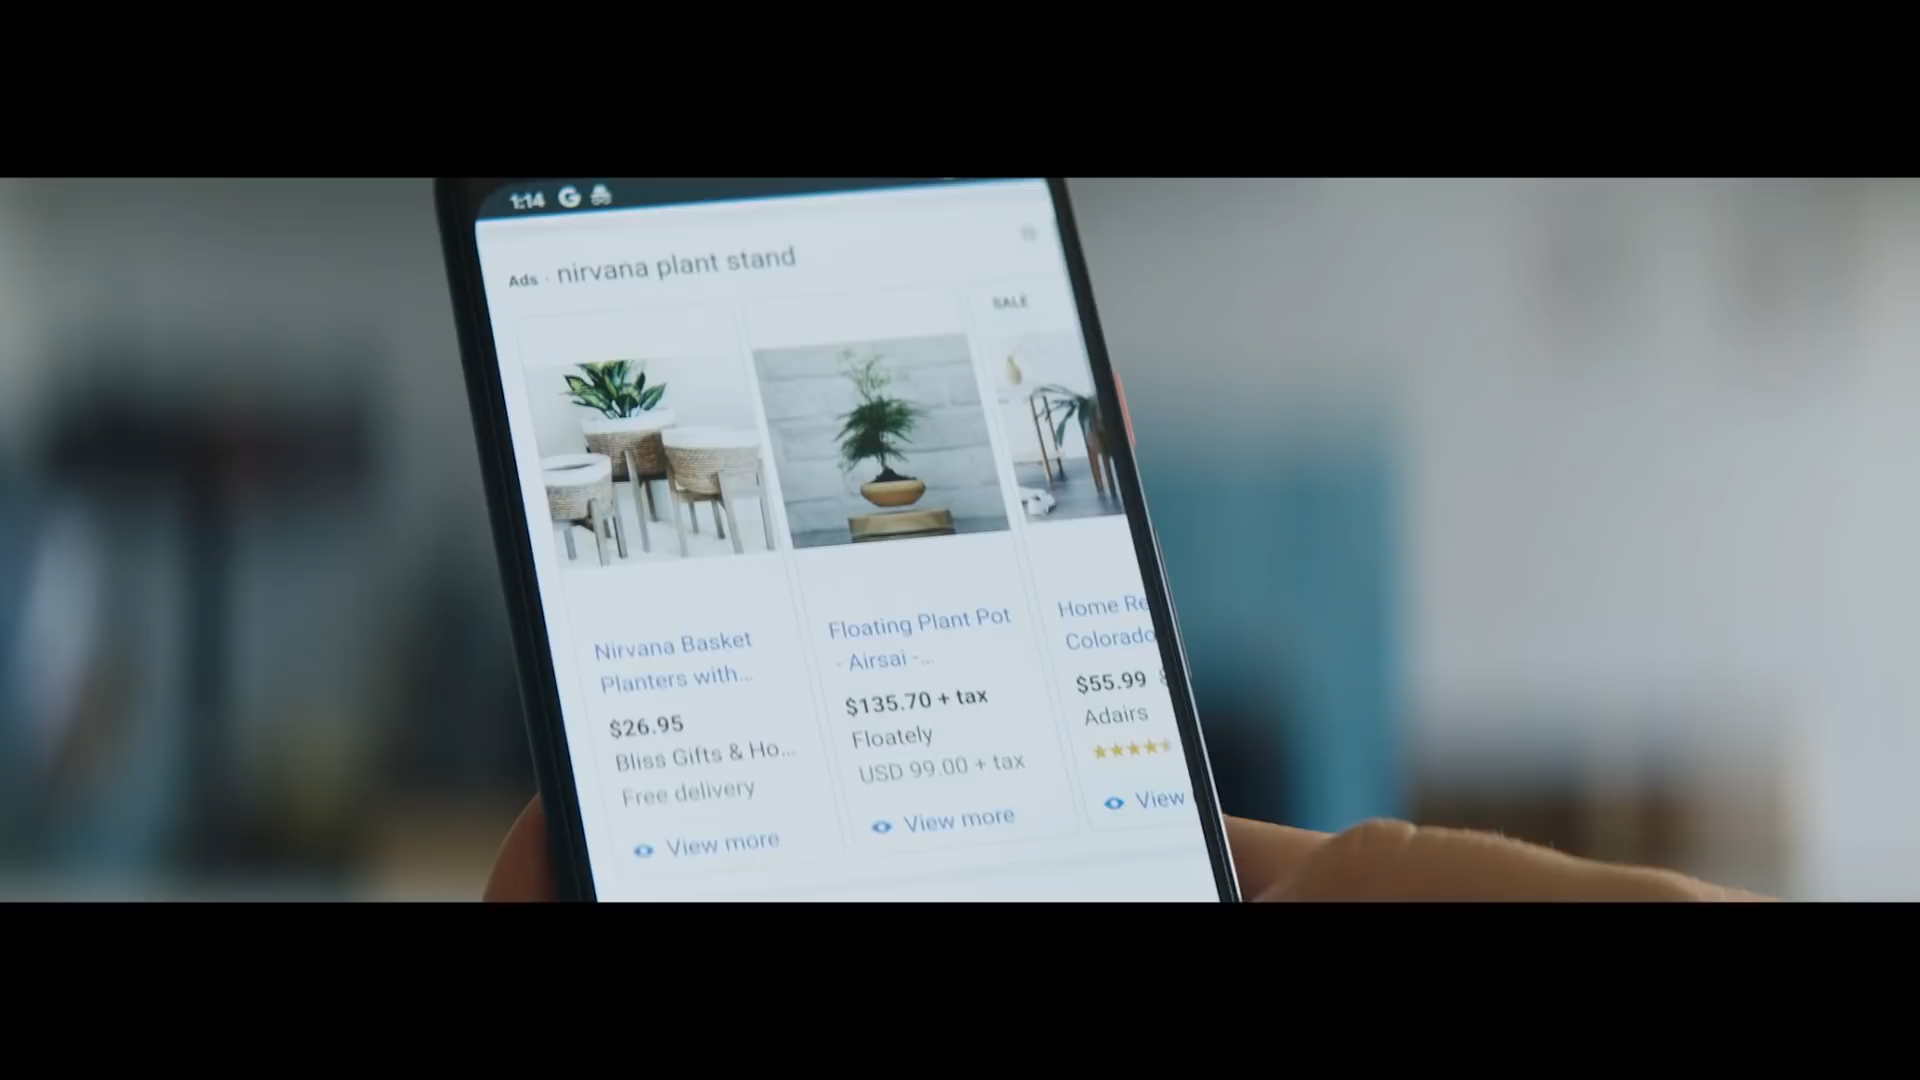 1:14 G
Ads · nirvana plant stand
SALE
Nirvana Basket
Planters with...
$26.95
Bliss Gifts & Ho...
Free delivery
View more
Floating Plant Pot
- Airsai -...
$135.70 + tax
Floately
USD 99.00 + tax
View more
Home Re
Colorado
$55.99
Adairs
View